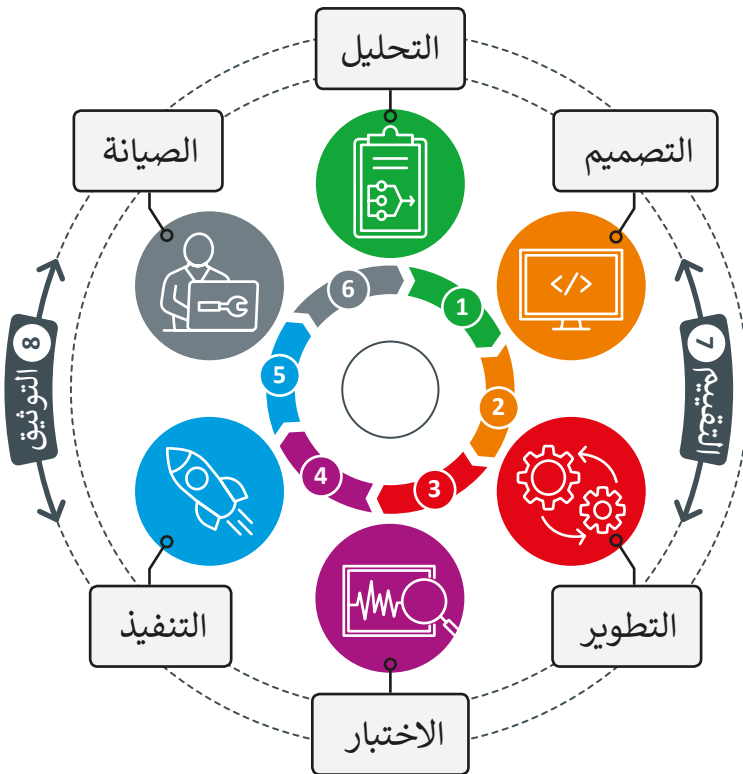 التحليل
التصميم
الصيانة
</>
1
6
2
5
3
4
7 التقييم
8 التوثيق
التطوير
التنفيذ
الاختبار